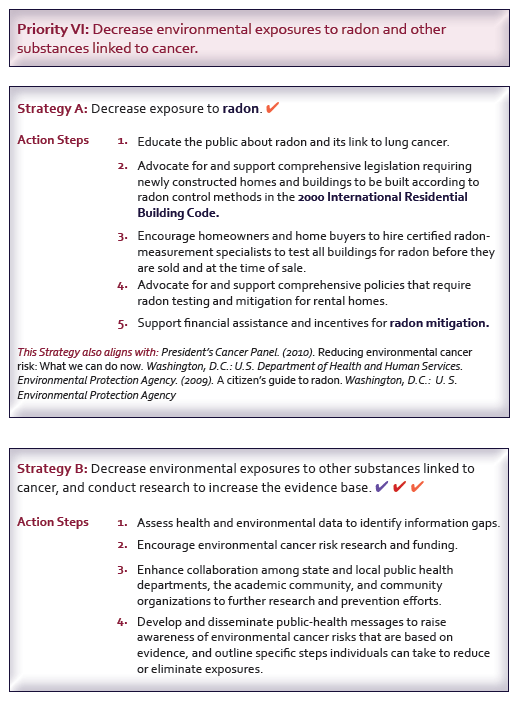 Priority VI: Decrease environmental exposures to radon and other
substances linked to cancer.
Strategy A: Decrease exposure to radon. ✔
Action Steps 1. Educate the public about radon and its link to lung cancer.
2. Advocate for and support comprehensive legislation requiring
newly constructed homes and buildings to be built according to
radon control methods in the 2000 International Residential
Building Code.
3. Encourage homeowners and home buyers to hire certified radon-
measurement specialists to test all buildings for radon before they
are sold and at the time of sale.
4. Advocate for and support comprehensive policies that require
radon testing and mitigation for rental homes.
5. Support financial assistance and incentives for radon mitigation.
This Strategy also aligns with: President's Cancer Panel. (2010). Reducing environmental cancer
risk: What we can do now. Washington, D.C.: U.S. Department of Health and Human Services.
Environmental Protection Agency. (2009). A citizen's guide to radon. Washington, D.C.: U. S.
Environmental Protection Agency
Strategy B: Decrease environmental exposures to other substances linked to
cancer, and conduct research to increase the evidence base. ✔ ✔ ✔
Action Steps 1. Assess health and environmental data to identify information gaps.
2. Encourage environmental cancer risk research and funding.
3. Enhance collaboration among state and local public health
departments, the academic community, and community
organizations to further research and prevention efforts.
4. Develop and disseminate public-health messages to raise
awareness of environmental cancer risks that are based on
evidence, and outline specific steps individuals can take to reduce
or eliminate exposures.